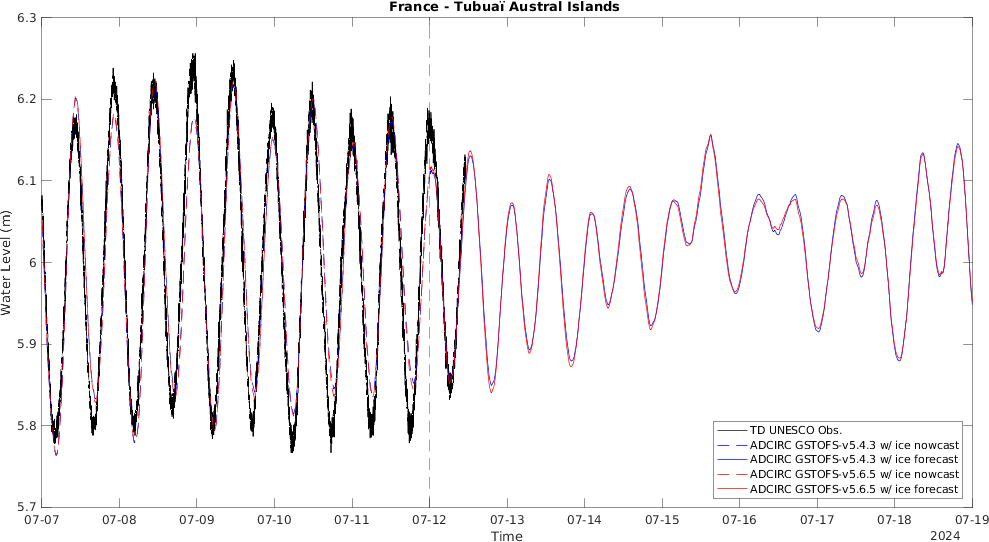 France - Tubuaï Austral Islands
6.3
6.2
6.1
6
5.9
5.8
5.7
Water Level (m)
TD UNESCO Obs.
ADCIRC GSTOFS-v5.4.3 w/ ice nowcast
ADCIRC GSTOFS-v5.4.3 w/ ice forecast
ADCIRC GSTOFS-v5.6.5 w/ ice nowcast
ADCIRC GSTOFS-v5.6.5 w/ ice forecast
07-07 07-08 07-09 07-10 07-11 07-12 07-13 07-14 07-15 07-16 07-17 07-18 07-19
Time
2024